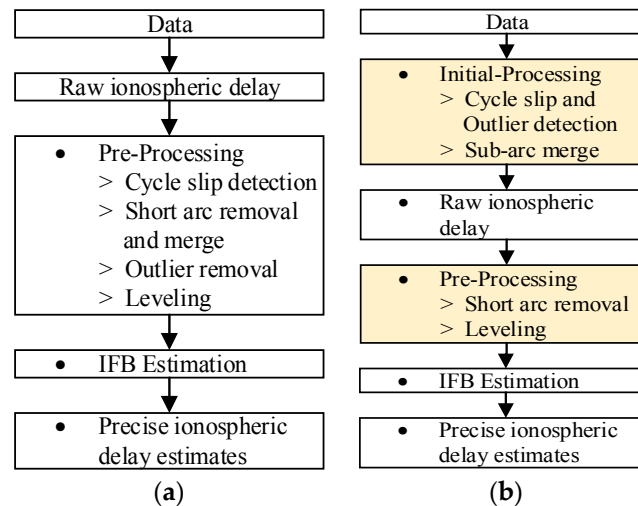 Data
Raw ionospheric delay
• Pre-Processing
> Cycle slip detection
> Short arc removal
and merge
> Outlier removal
> Leveling
• IFB Estimation
• Precise ionospheric
delay estimates
(a)
Data
• Initial-Processing
> Cycle slip and
Outlier detection
> Sub-arc merge
• Raw ionospheric
delay
• Pre-Processing
> Short arc removal
> Leveling
• IFB Estimation
• Precise ionospheric
delay estimates
(b)